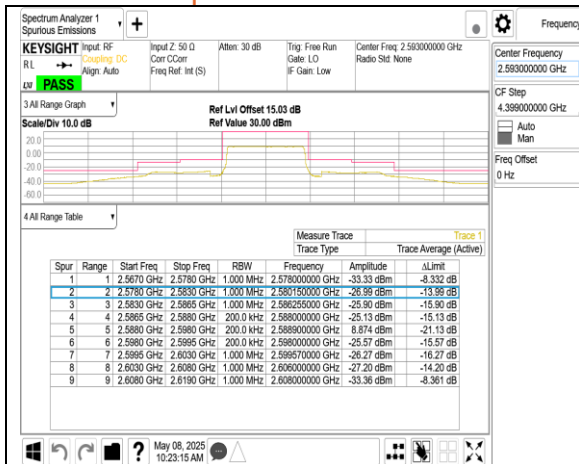 Spectrum Analyzer 1
Spurious Emissions
Frequency
KEYSIGHT Input: RF Input Z: 50 Ω Atten: 30 dB Trig: Free Run Center Freq: 2.593000000 GHz
RL Coupling: DC Corr CCorr Gate: LO Radio Std: None
Align: Auto Freq Ref: Int (S) IF Gain: Low
LXI PASS
Center Frequency
2.593000000 GHz
CF Step
4.399000000 GHz
Auto
Man
Freq Offset
0 Hz
3 All Range Graph
Ref Lvl Offset 15.03 dB
Scale/Div 10.0 dB Ref Value 30.00 dBm
20.0
0.00
-20.0
-40.0
-60.0
4 All Range Table
Measure Trace Trace 1
Trace Type Trace Average (Active)
Spur Range Start Freq Stop Freq RBW Frequency Amplitude ΔLimit
1 1 2.5670 GHz 2.5780 GHz 1.000 MHz 2.578000000 GHz -33.33 dBm -8.332 dB
2 2 2.5780 GHz 2.5830 GHz 1.000 MHz 2.580150000 GHz -26.99 dBm -13.99 dB
3 3 2.5830 GHz 2.5865 GHz 1.000 MHz 2.586255000 GHz -25.90 dBm -15.90 dB
4 4 2.5865 GHz 2.5880 GHz 200.0 kHz 2.588000000 GHz -25.13 dBm -15.13 dB
5 5 2.5880 GHz 2.5980 GHz 200.0 kHz 2.588900000 GHz 8.874 dBm -21.13 dB
6 6 2.5980 GHz 2.5995 GHz 200.0 kHz 2.598000000 GHz -25.57 dBm -15.57 dB
7 7 2.5995 GHz 2.6030 GHz 1.000 MHz 2.599570000 GHz -26.27 dBm -16.27 dB
8 8 2.6030 GHz 2.6080 GHz 1.000 MHz 2.606000000 GHz -27.20 dBm -14.20 dB
9 9 2.6080 GHz 2.6190 GHz 1.000 MHz 2.608000000 GHz -33.36 dBm -8.361 dB
May 08, 2025
10:23:15 AM